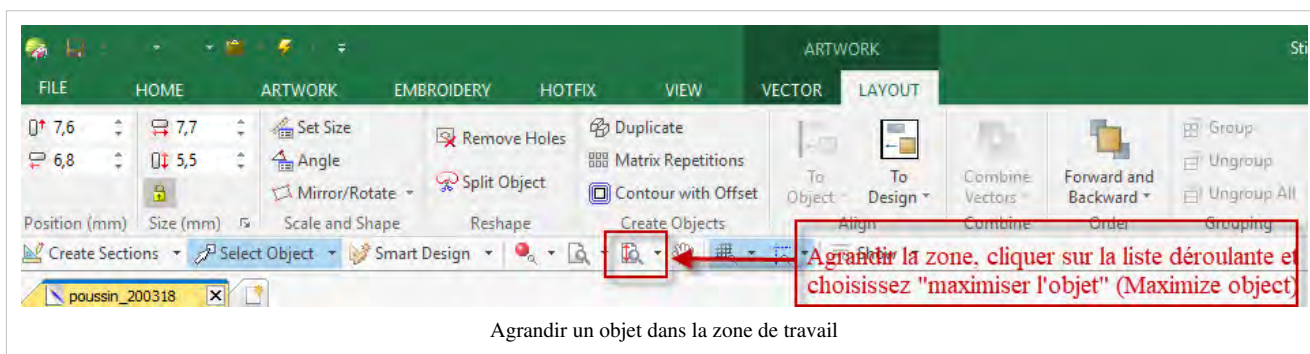 ARTWORK Sti
FILE HOME ARTWORK EMBROIDERY HOTFIX VIEW VECTOR LAYOUT
7,6 7,7 Set Size Remove Holes Duplicate To Object To Design Combine Vectors Forward and Backward Group
6,8 5,5 Angle Split Object Matrix Repetitions Ungroup
Mirror/Rotate Contour with Offset Ungroup All
Position (mm) Size (mm) Scale and Shape Reshape Create Objects Align Combine Order Grouping
Create Sections Select Object Smart Design Show
Agrandir la zone, cliquer sur la liste déroulante et
choisissez "maximiser l'objet" (Maximize object)
poussin_200318
Agrandir un objet dans la zone de travail